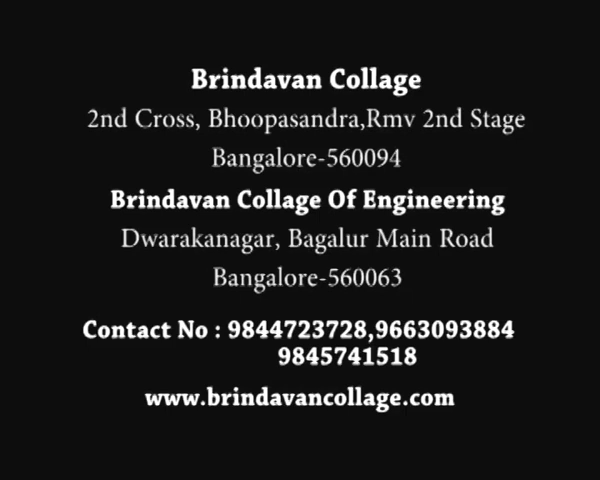 Brindavan Collage
2nd Cross, Bhoopasandra,Rmv 2nd Stage
Bangalore-560094
Brindavan Collage Of Engineering
Dwarakanagar, Bagalur Main Road
Bangalore-560063
Contact No : 9844723728,9663093884
9845741518
www.brindavancollage.com